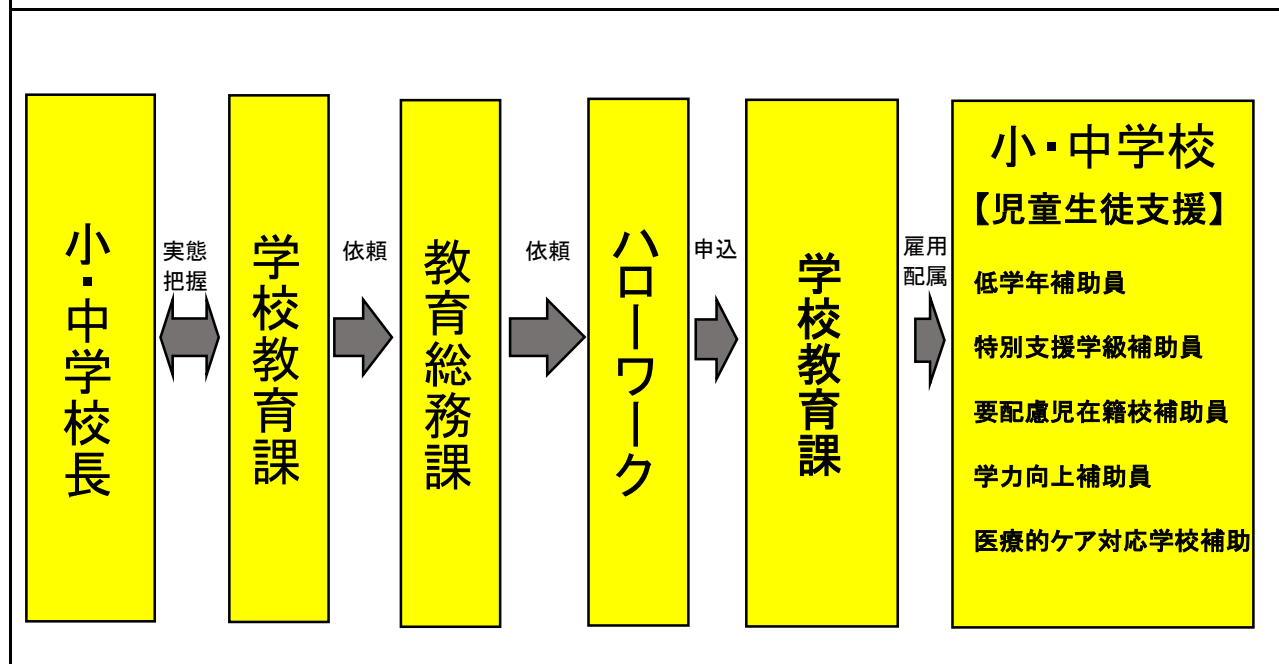 小・中学校長
実態
把握
学校教育課
依頼
教育総務課
依頼
ハローワーク
申込
学校教育課
雇用
配属
小・中学校
【児童生徒支援】
低学年補助員
特別支援学級補助員
要配慮児在籍校補助員
学力向上補助員
医療的ケア対応学校補助